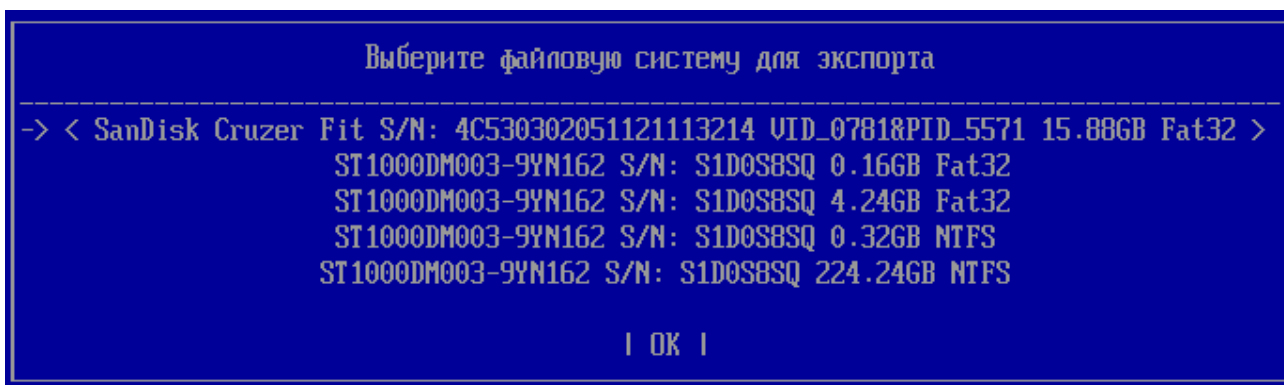 Выберите файловую систему для экспорта
-> < SanDisk Cruzer Fit S/N: 4C530302051121113214 VID_0781&PID_5571 15.88GB Fat32 >
ST1000DM003-9YN162 S/N: S1D0S8SQ 0.16GB Fat32
ST1000DM003-9YN162 S/N: S1D0S8SQ 4.24GB Fat32
ST1000DM003-9YN162 S/N: S1D0S8SQ 0.32GB NTFS
ST1000DM003-9YN162 S/N: S1D0S8SQ 224.24GB NTFS
| OK |